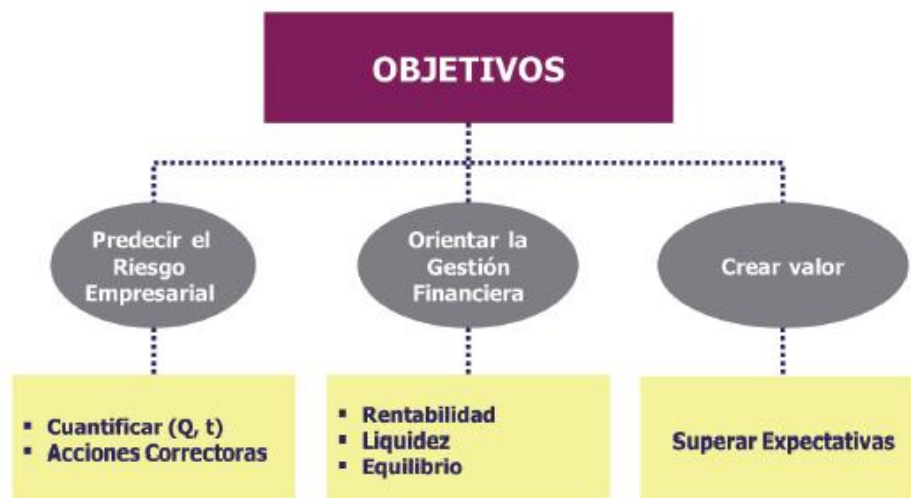 OBJETIVOS
Predecir el
Riesgo
Empresarial
Orientar la
Gestión
Financiera
Crear valor
▪ Cuantificar (Q, t)
▪ Acciones Correctoras
▪ Rentabilidad
▪ Liquidez
▪ Equilibrio
Superar Expectativas